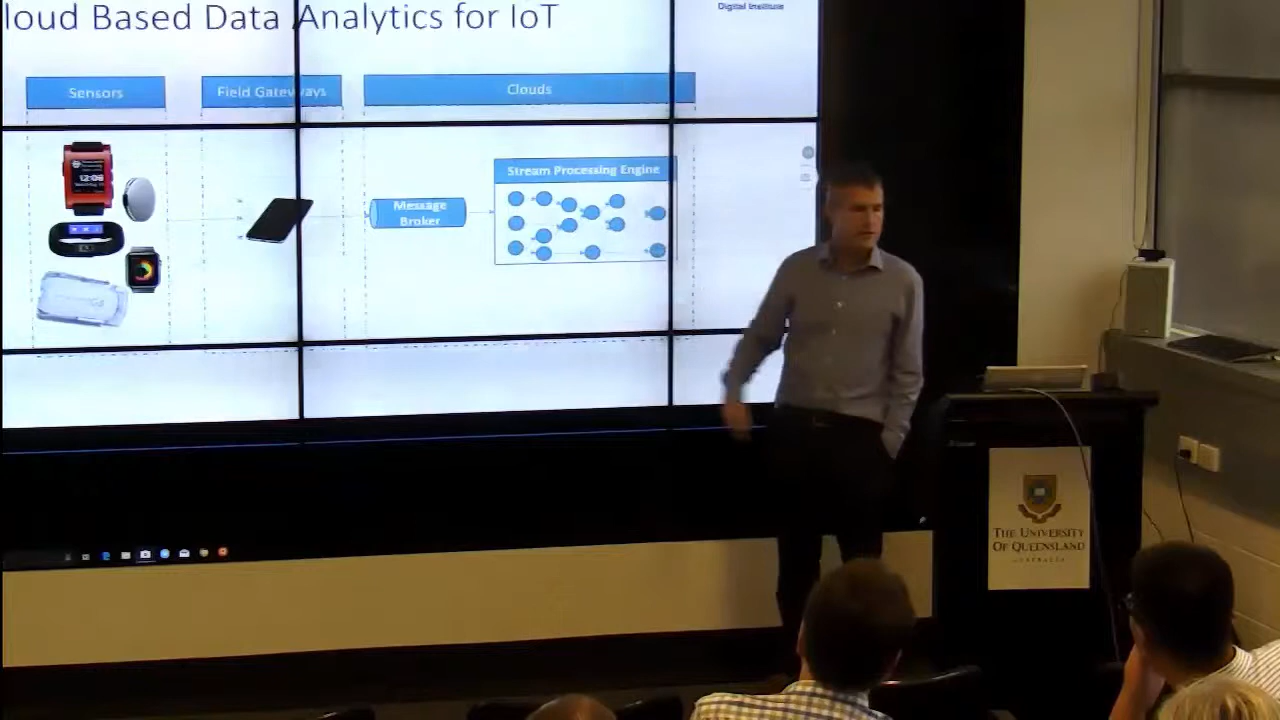 loud Based Data Analytics for IoT
Digital Institute
Sensors
Field Gateways
Clouds
Stream Processing Engine
Message
Broker
12:06
THE UNIVERSITY
OF QUEENSLAND
AUSTRALIA